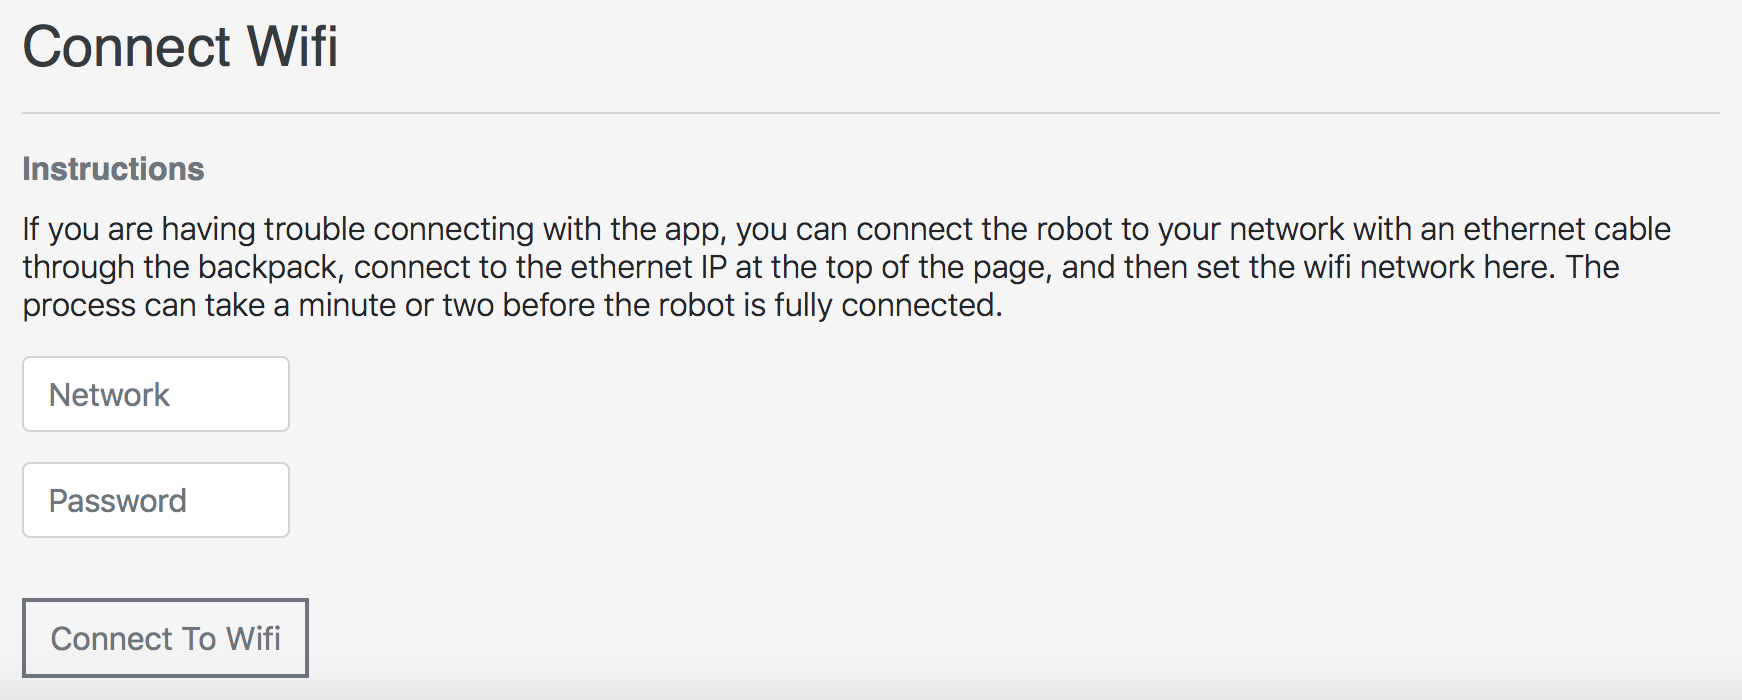 Connect Wifi
Instructions
If you are having trouble connecting with the app, you can connect the robot to your network with an ethernet cable
through the backpack, connect to the ethernet IP at the top of the page, and then set the wifi network here. The
process can take a minute or two before the robot is fully connected.
Network
Password
Connect To Wifi